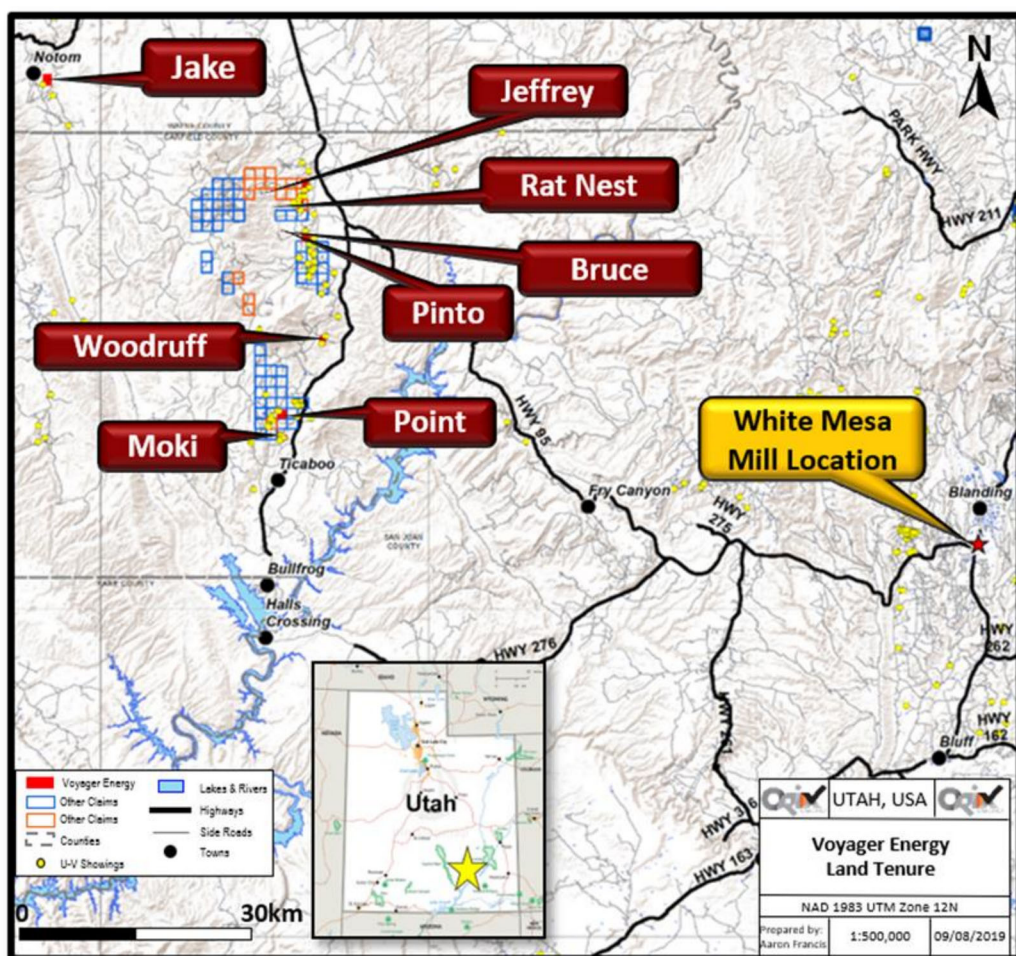 N
Notom
Jake
Jeffrey
WAYNE COUNTY
GARFIELD COUNTY
PARK HWY
HWY 211
Rat Nest
Bruce
Pinto
Woodruff
Point
Moki
HWY 95
White Mesa
Mill Location
Ticaboo
Fry Canyon
HWY
275
Blanding
SAN JUAN
COUNTY
Bullfrog
Halls
Crossing
HWY 276
HWY
262
HWY
162
Bluff
HWY 163
Utah
Voyager Energy
Other Claims
Other Claims
Counties
U-V Showings
Lakes & Rivers
Highways
Side Roads
Towns
0
30km
UTAH, USA
Voyager Energy
Land Tenure
NAD 1983 UTM Zone 12N
Prepared by:
Aaron Francis
1:500,000
09/08/2019